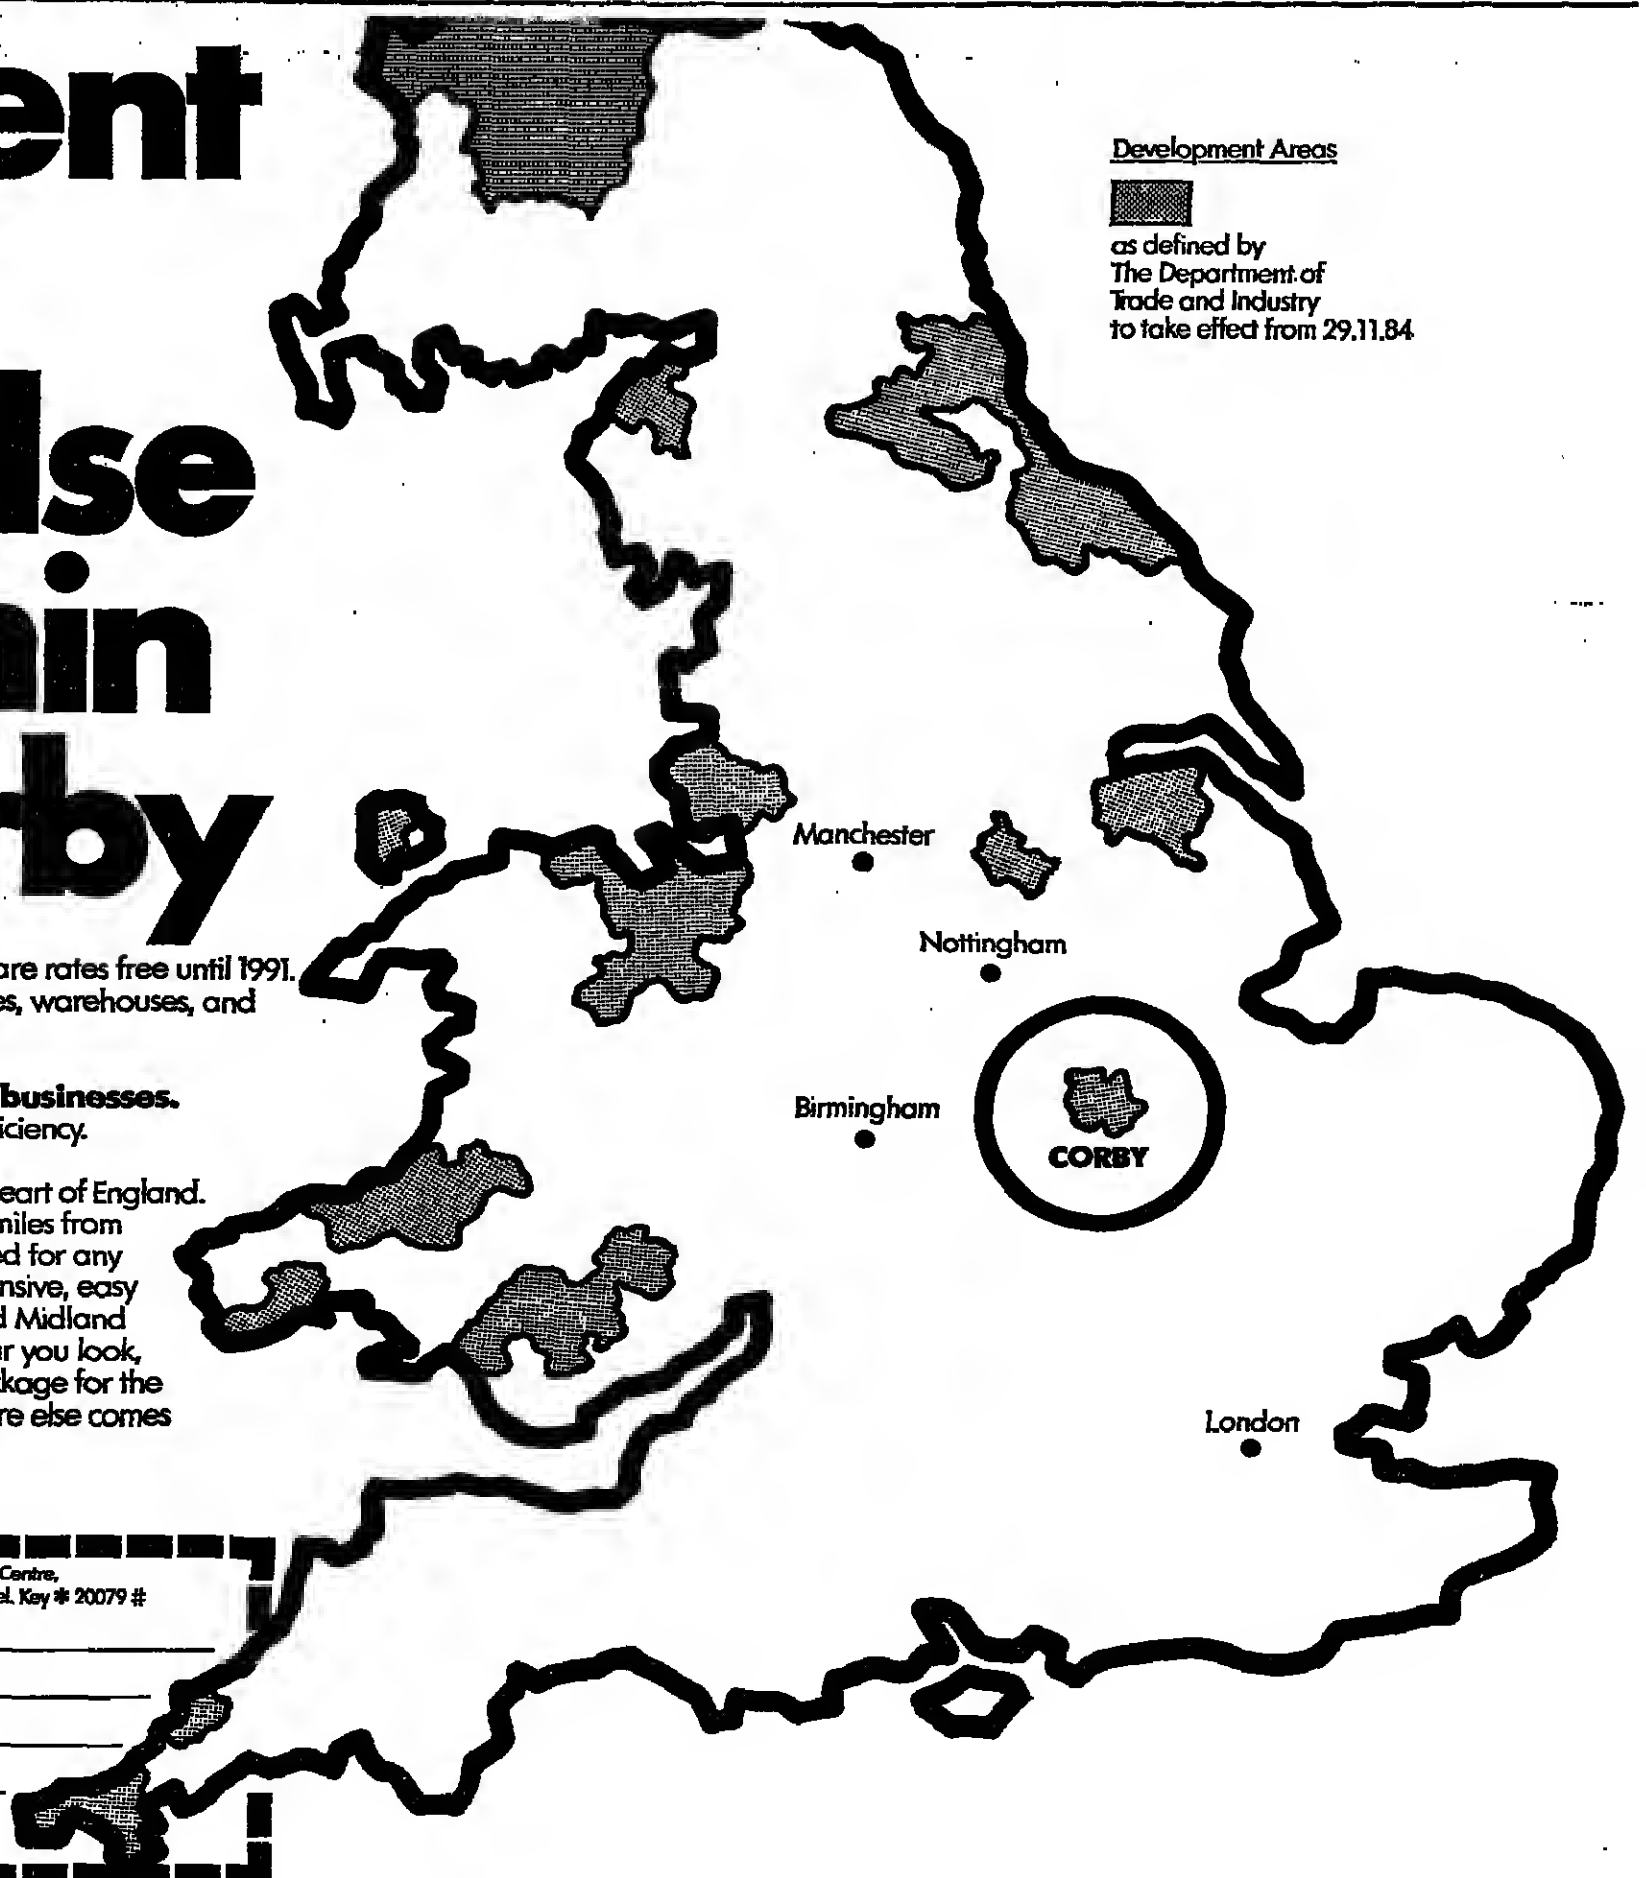 ent
lse
in
rby
are rates free until 1991.
es, warehouses, and
businesses.
iciency.
eart of England.
miles from
ed for any
nsive, easy
d Midland
ar you look,
kage for the
re else comes
Centre,
el. Key * 20079 #
Development Areas
as defined by
The Department of
Trade and Industry
to take effect from 29.11.84
Manchester
Nottingham
Birmingham
CORBY
London